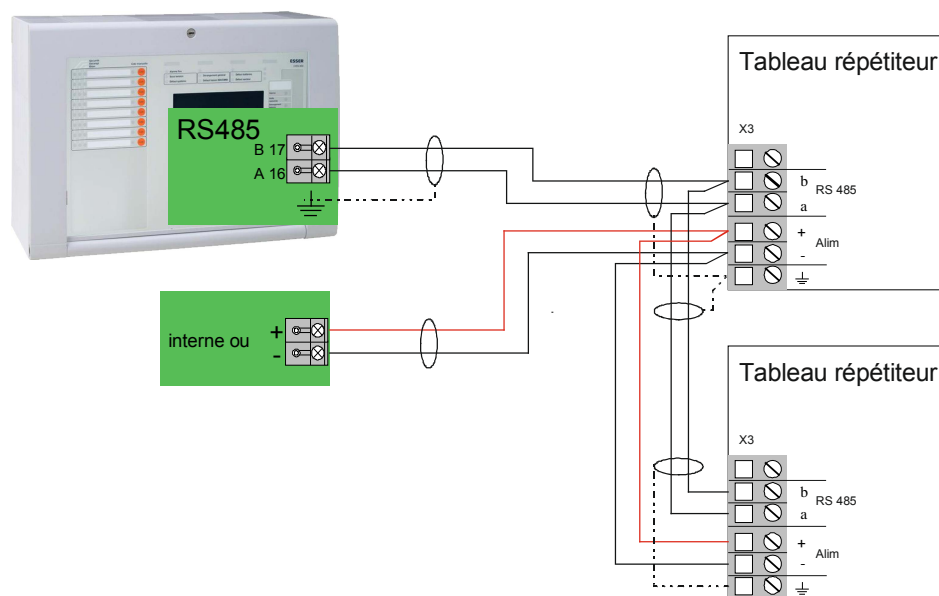 ESSER
RS485
B 17
A 16
interne ou
+
-
Tableau répétiteur
X3
b
RS 485
a
+
Alim
-
Tableau répétiteur
X3
b
RS 485
a
+
Alim
-